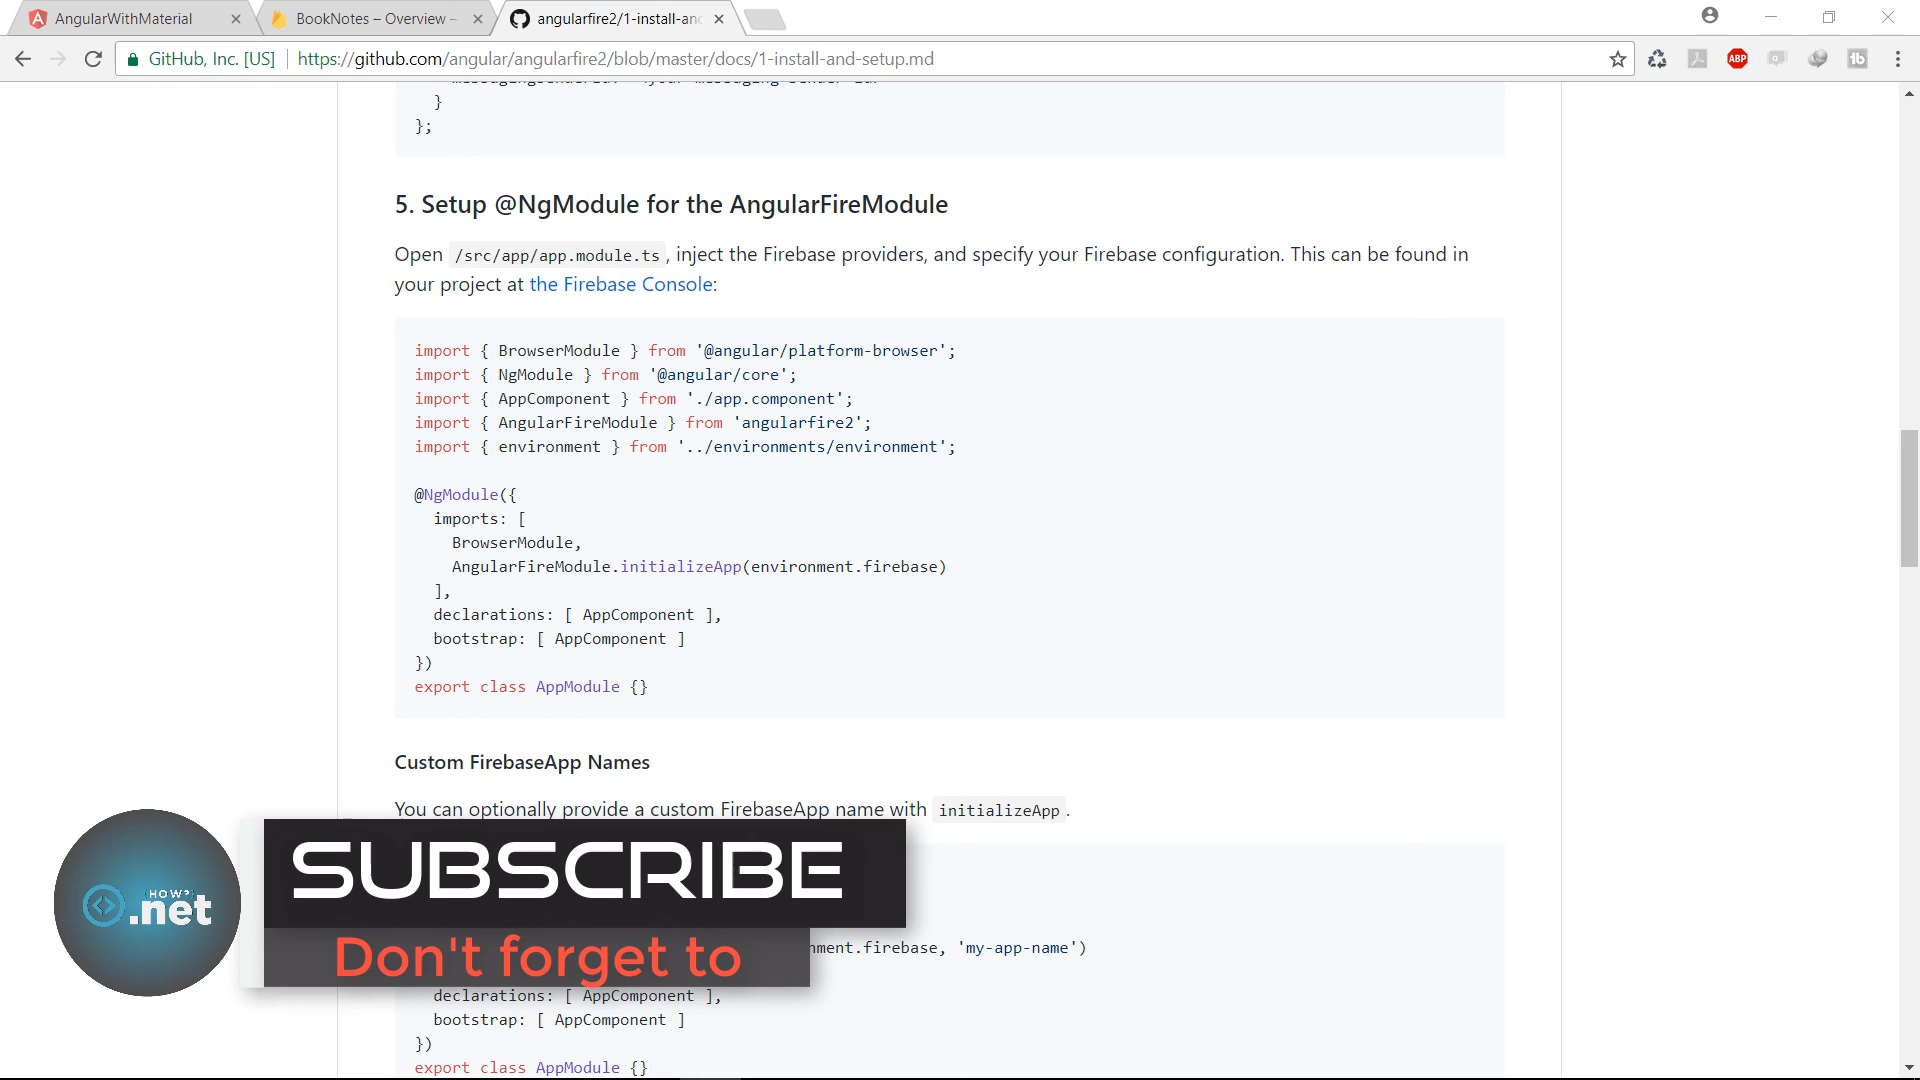 AngularWithMaterial
BookNotes – Overview –
angularfire2/1-install-and
GitHub, Inc. [US]
https://github.com/angular/angularfire2/blob/master/docs/1-install-and-setup.md
ABP
}
};
5. Setup @NgModule for the AngularFireModule
Open /src/app/app.module.ts, inject the Firebase providers, and specify your Firebase configuration. This can be found in
your project at the Firebase Console:
import { BrowserModule } from '@angular/platform-browser';
import { NgModule } from '@angular/core';
import { AppComponent } from './app.component';
import { AngularFireModule } from 'angularfire2';
import { environment } from '../environments/environment';
@NgModule({
imports: [
BrowserModule,
AngularFireModule.initializeApp(environment.firebase)
],
declarations: [ AppComponent ],
bootstrap: [ AppComponent ]
})
export class AppModule {}
Custom FirebaseApp Names
You can optionally provide a custom FirebaseApp name with initializeApp.
HOW?
.net
SUBSCRIBE
Don't forget to
nment.firebase, 'my-app-name')
declarations: [ AppComponent ],
bootstrap: [ AppComponent ]
})
export class AppModule {}